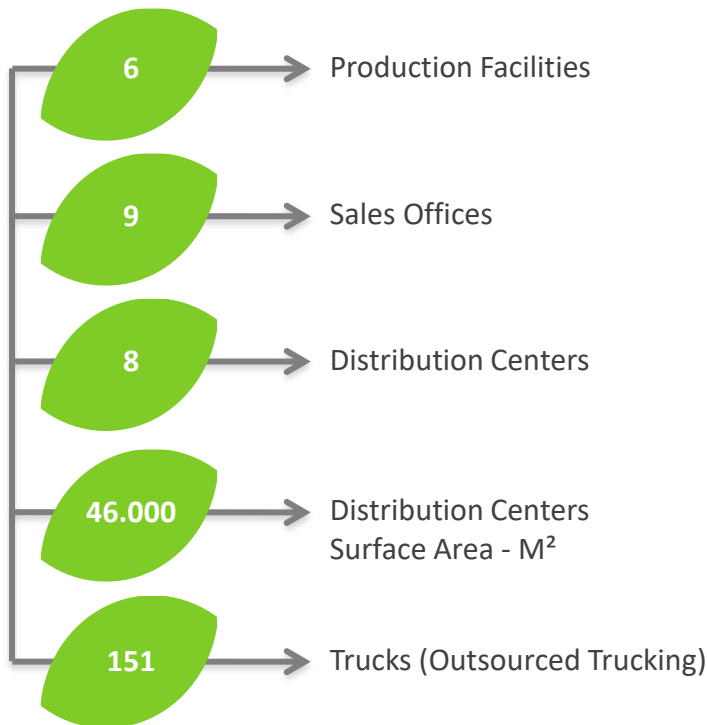 6
Production Facilities
9
Sales Offices
8
Distribution Centers
46.000
Distribution Centers
Surface Area - M²
151
Trucks (Outsourced Trucking)